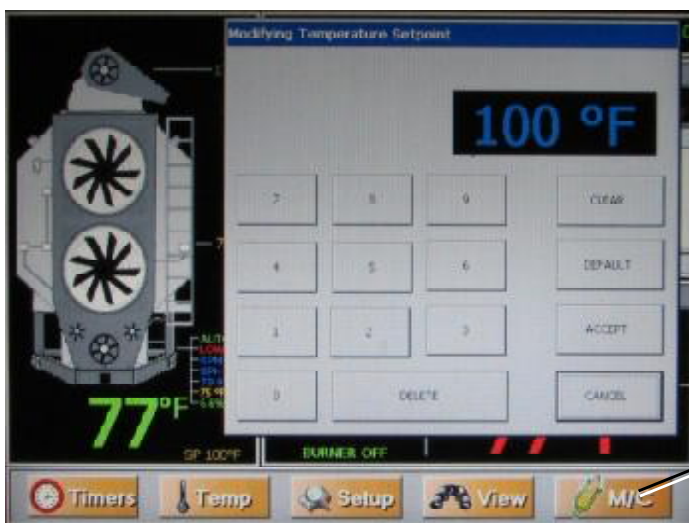 Modifying Temperature Setpoint
100 °F
7 8 9 CLEAR
4 5 6 DEFAULT
1 2 3 ACCEPT
0 DELETE CANCEL
77°F
SP 100°F
BURNER OFF
Timers Temp Setup View M/C